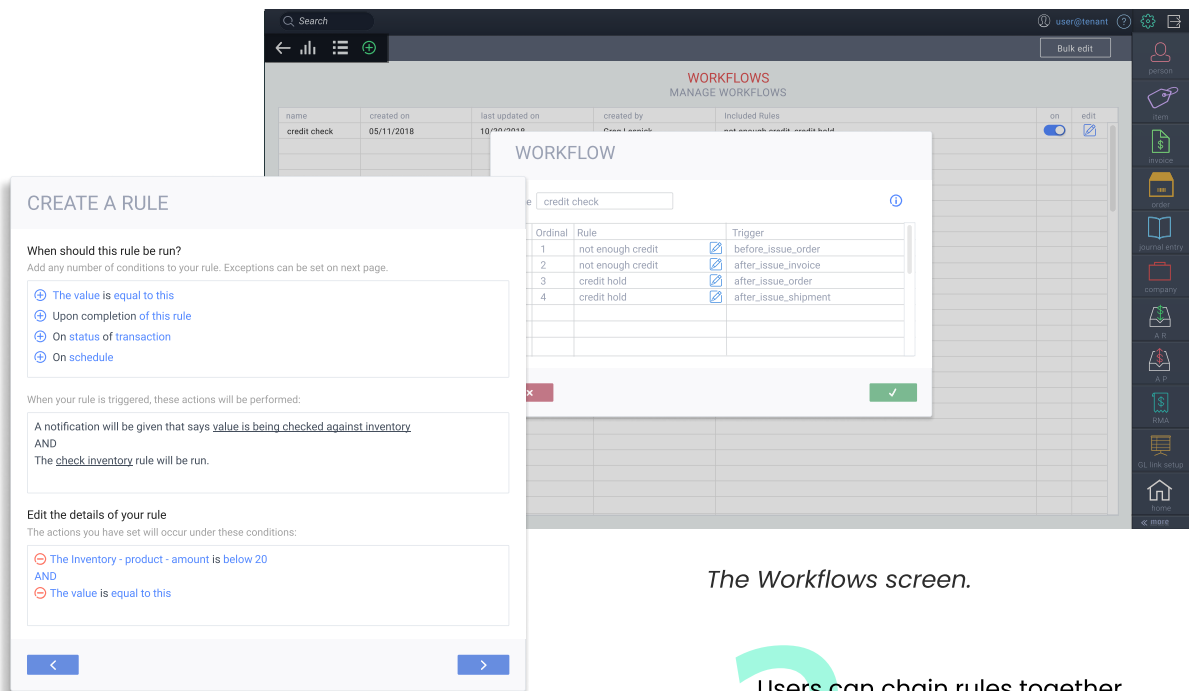 Search
user@tenant
Bulk edit
WORKFLOWS
MANAGE WORKFLOWS
name created on last updated on created by Included Rules on edit
credit check 05/11/2018
WORKFLOW
credit check
Ordinal Rule Trigger
1 not enough credit before_issue_order
2 not enough credit after_issue_invoice
3 credit hold after_issue_order
4 credit hold after_issue_shipment
person
item
invoice
order
journal entry
company
A R
A P
RMA
GL link setup
home
« more
CREATE A RULE
When should this rule be run?
Add any number of conditions to your rule. Exceptions can be set on next page.
The value is equal to this
Upon completion of this rule
On status of transaction
On schedule
When your rule is triggered, these actions will be performed:
A notification will be given that says value is being checked against inventory
AND
The check inventory rule will be run.
Edit the details of your rule
The actions you have set will occur under these conditions:
The Inventory - product - amount is below 20
AND
The value is equal to this
The Workflows screen.
Users can chain rules together